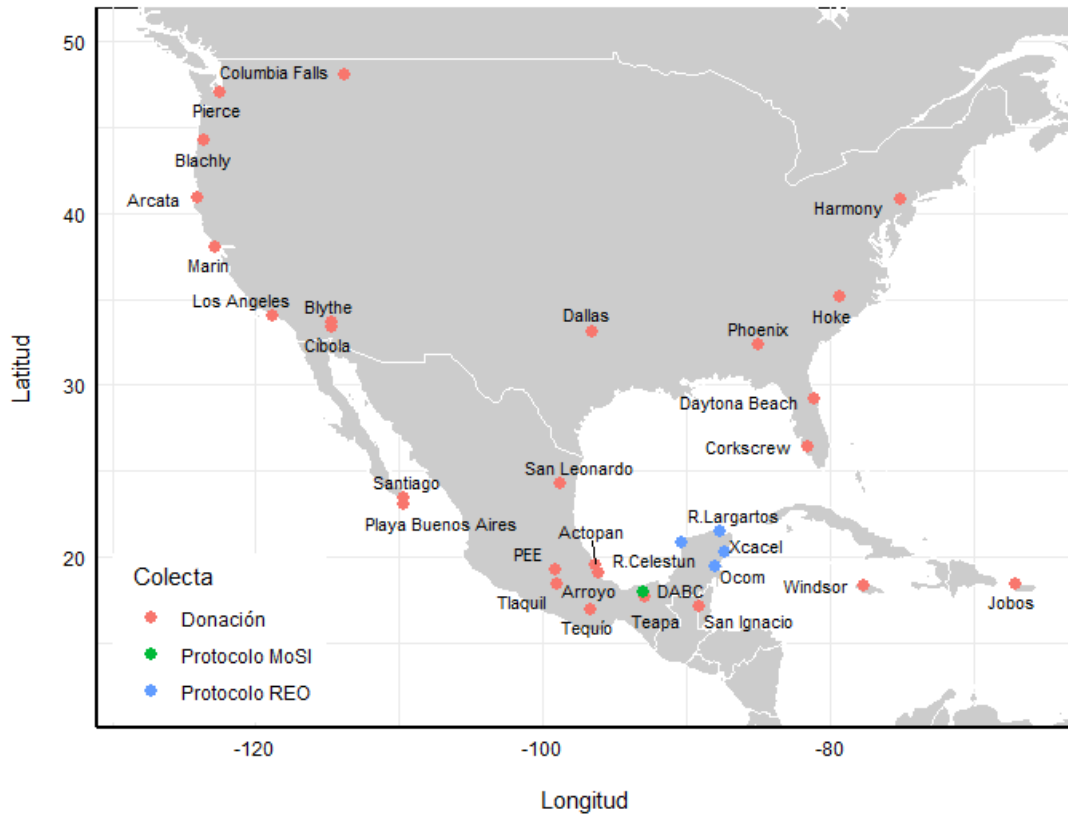 50
40
30
20
Latitud
Columbia Falls
Pierce
Blachly
Arcata
Harmony
Marin
Los Angeles
Blythe
Cibola
Dallas
Phoenix
Hoke
Daytona Beach
Corkscrew
San Leonardo
Santiago
Playa Buenos Aires
Actopan
R.Largartos
PEE
R.Celestun
Xcacel
Ocom
Tlaquil
Arroyo
DABC
Windsor
Jobos
Tequío
Teapa
San Ignacio
Colecta
Donación
Protocolo MoSI
Protocolo REO
-120
-100
-80
Longitud